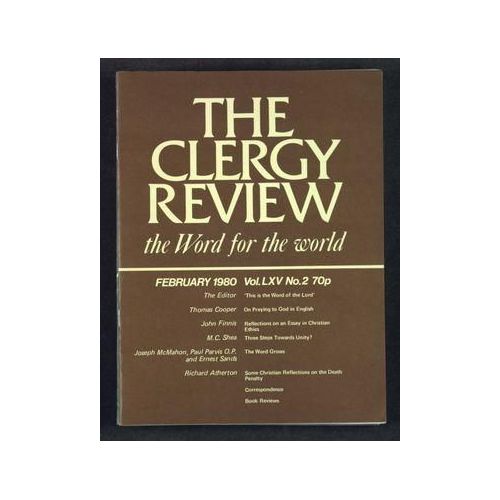 THE
CLERGY
REVIEW
the Word for the world
FEBRUARY 1980 Vol. LXV No.2 70p
The Editor 'This is the Word of the Lord'
Thomas Cooper On Praying to God in English
John Finnis Reflections on an Essay in Christian
Ethics
M.C. Shea Three Steps Towards Unity?
Joseph McMahon, Paul Parvis O.P. The Word Grows
and Ernest Sands
Richard Atherton Some Christian Reflections on the Death
Penalty
Correspondence
Book Reviews